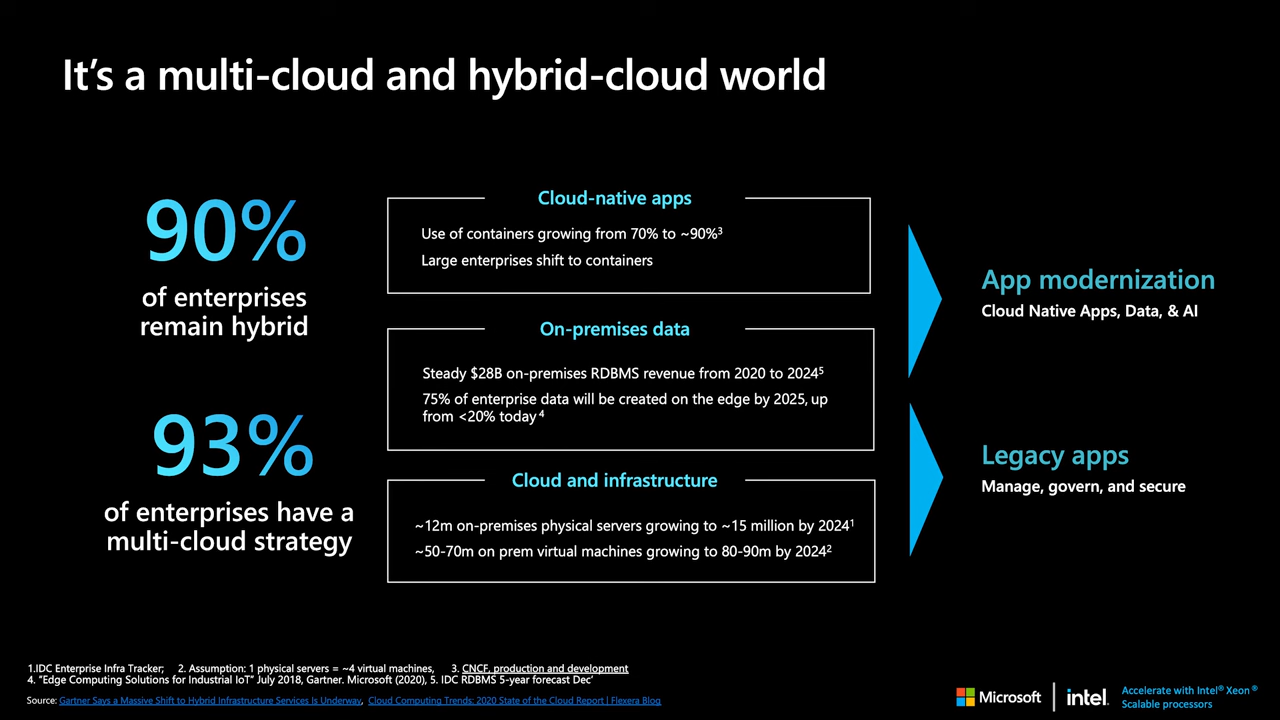 It's a multi-cloud and hybrid-cloud world
90%
of enterprises
remain hybrid
93%
of enterprises have a
multi-cloud strategy
Cloud-native apps
Use of containers growing from 70% to ~90%³
Large enterprises shift to containers
On-premises data
Steady $28B on-premises RDBMS revenue from 2020 to 2024⁵
75% of enterprise data will be created on the edge by 2025, up
from <20% today ⁴
Cloud and infrastructure
~12m on-premises physical servers growing to ~15 million by 2024¹
~50-70m on prem virtual machines growing to 80-90m by 2024²
App modernization
Cloud Native Apps, Data, & AI
Legacy apps
Manage, govern, and secure
1.IDC Enterprise Infra Tracker; 2. Assumption: 1 physical servers = ~4 virtual machines, 3. CNCF, production and development
4. "Edge Computing Solutions for Industrial IoT" July 2018, Gartner. Microsoft (2020), 5. IDC RDBMS 5-year forecast Dec'
Source: Gartner Says a Massive Shift to Hybrid Infrastructure Services Is Underway, Cloud Computing Trends: 2020 State of the Cloud Report | Flexera Blog
Microsoft
intel.
Accelerate with Intel® Xeon ®
Scalable processors